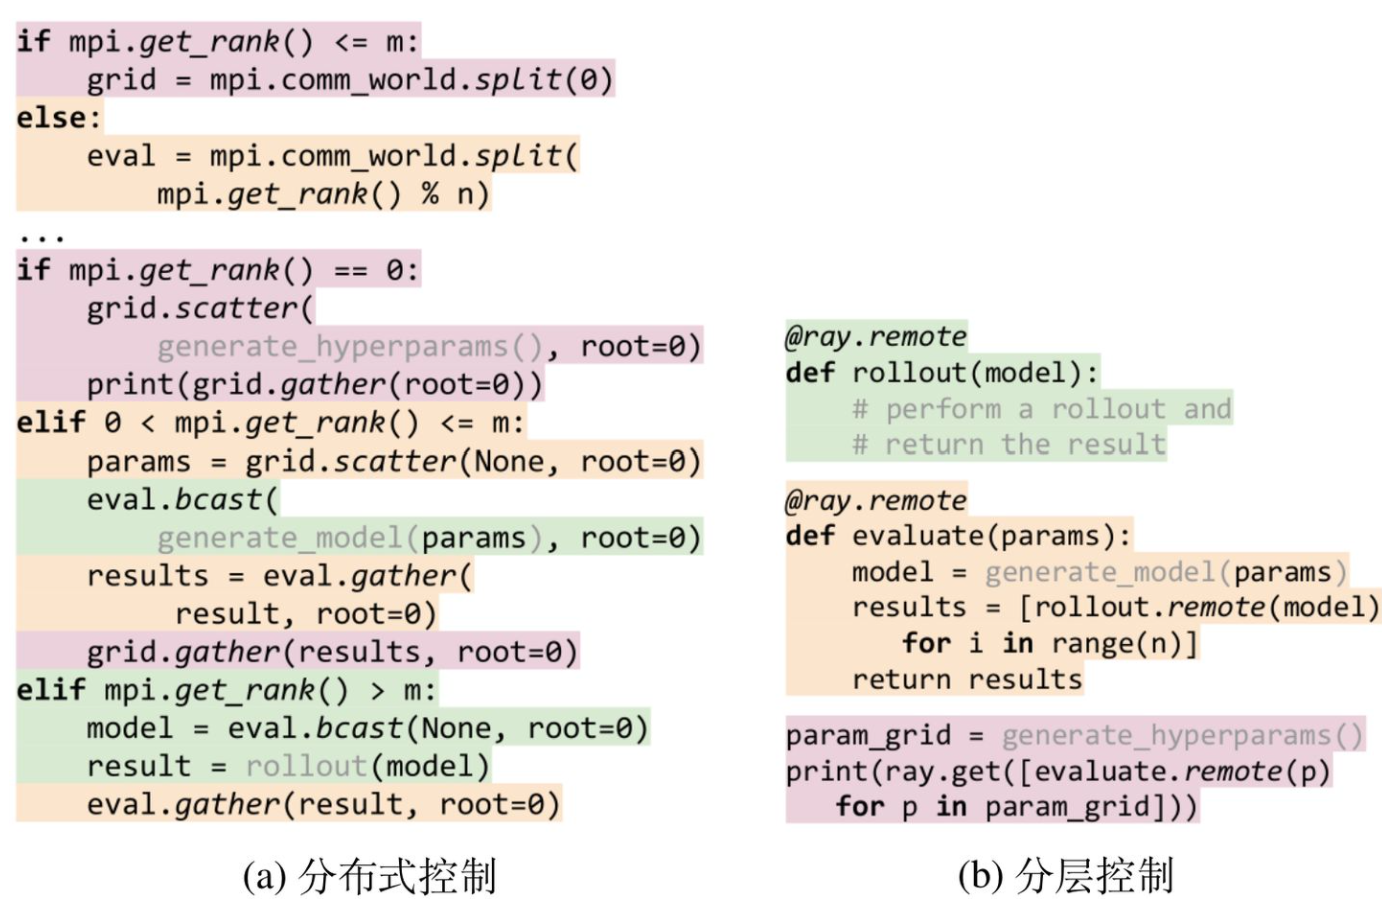 if mpi.get_rank() <= m:
    grid = mpi.comm_world.split(0)
else:
    eval = mpi.comm_world.split(
        mpi.get_rank() % n)
...
if mpi.get_rank() == 0:
    grid.scatter(
        generate_hyperparams(), root=0)
    print(grid.gather(root=0))
elif 0 < mpi.get_rank() <= m:
    params = grid.scatter(None, root=0)
    eval.bcast(
        generate_model(params), root=0)
    results = eval.gather(
         result, root=0)
    grid.gather(results, root=0)
elif mpi.get_rank() > m:
    model = eval.bcast(None, root=0)
    result = rollout(model)
    eval.gather(result, root=0)
(a) 分布式控制
@ray.remote
def rollout(model):
    # perform a rollout and
    # return the result
@ray.remote
def evaluate(params):
    model = generate_model(params)
    results = [rollout.remote(model)
       for i in range(n)]
    return results
param_grid = generate_hyperparams()
print(ray.get([evaluate.remote(p)
   for p in param_grid]))
(b) 分层控制